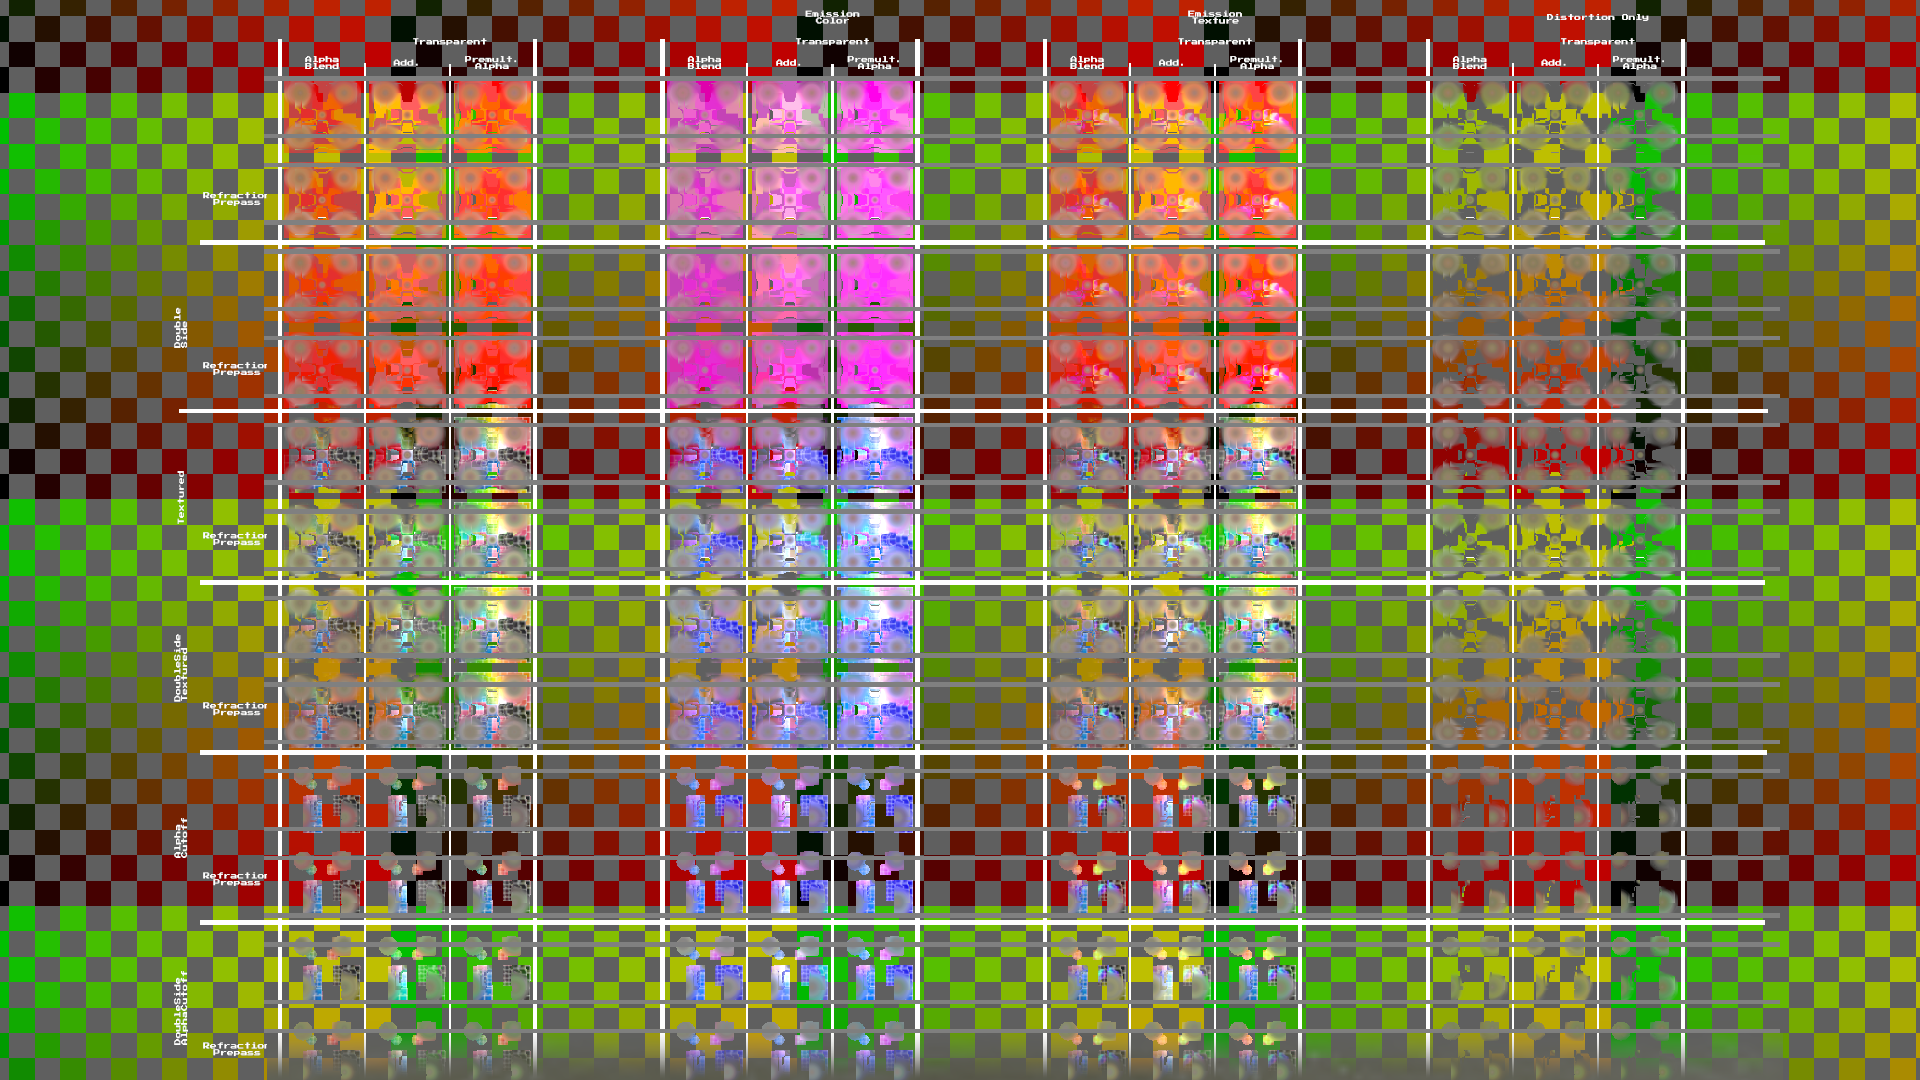 Emission
Color
Emission
Texture
Distortion Only
Transparent
Transparent
Transparent
Transparent
Alpha
Blend
Add.
Premult.
Alpha
Alpha
Blend
Add.
Premult.
Alpha
Alpha
Blend
Add.
Premult.
Alpha
Alpha
Blend
Add.
Premult.
Alpha
Refraction
Prepass
Double
Side
Refraction
Prepass
Textured
Refraction
Prepass
DoubleSide
Textured
Refraction
Prepass
Alpha
Cutoff
Refraction
Prepass
DoubleSide
AlphaCutoff
Refraction
Prepass